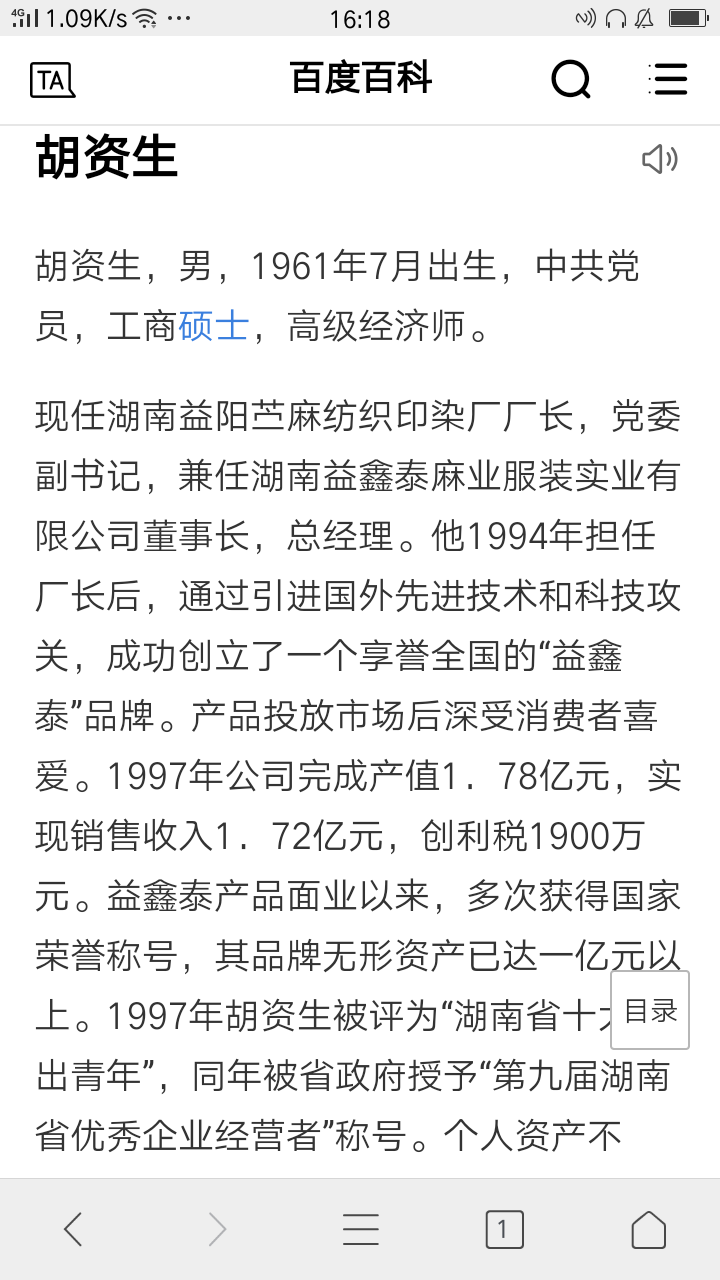 4G 1.09K/s 16:18
TA 百度百科
胡资生
胡资生，男，1961年7月出生，中共党
员，工商硕士，高级经济师。
现任湖南益阳苎麻纺织印染厂厂长，党委
副书记，兼任湖南益鑫泰麻业服装实业有
限公司董事长，总经理。他1994年担任
厂长后，通过引进国外先进技术和科技攻
关，成功创立了一个享誉全国的“益鑫
泰”品牌。产品投放市场后深受消费者喜
爱。1997年公司完成产值1．78亿元，实
现销售收入1．72亿元，创利税1900万
元。益鑫泰产品面业以来，多次获得国家
荣誉称号，其品牌无形资产已达一亿元以
上。1997年胡资生被评为“湖南省十
目录
出青年”，同年被省政府授予“第九届湖南
省优秀企业经营者”称号。个人资产不
1